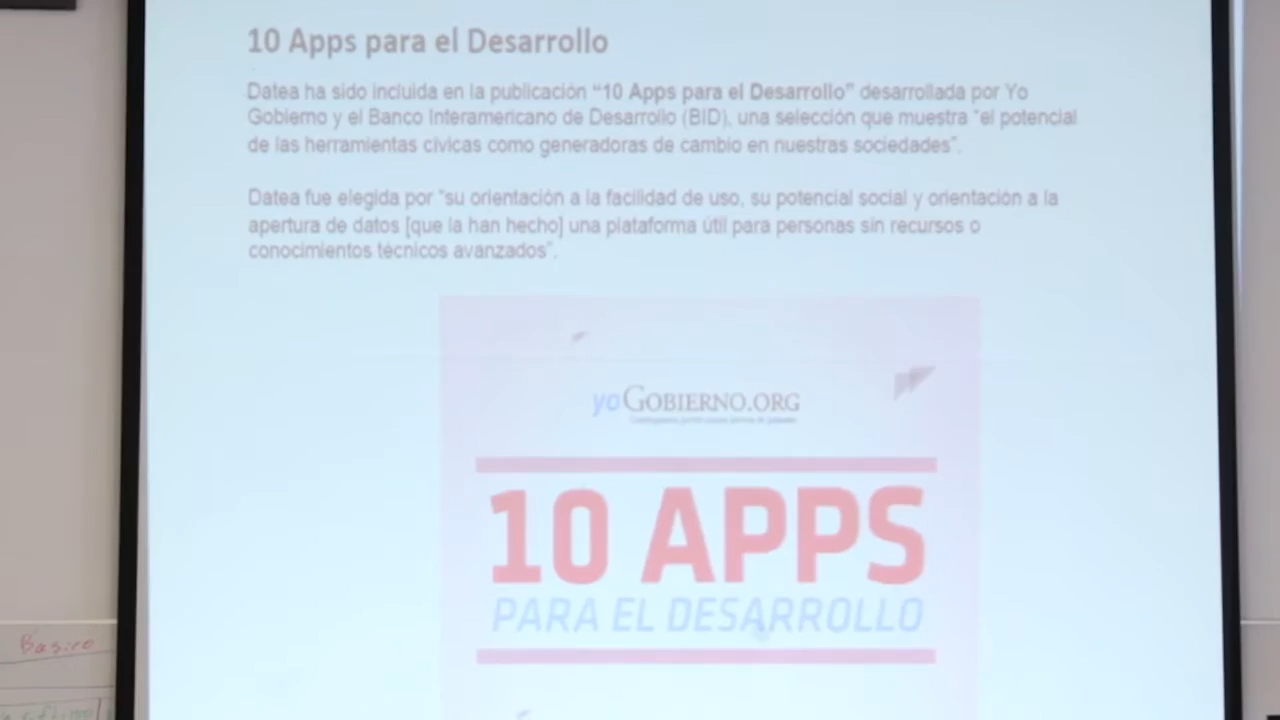 10 Apps para el Desarrollo
Datea ha sido incluida en la publicación “10 Apps para el Desarrollo” desarrollada por Yo
Gobierno y el Banco Interamericano de Desarrollo (BID), una selección que muestra “el potencial
de las herramientas cívicas como generadoras de cambio en nuestras sociedades”.
Datea fue elegida por “su orientación a la facilidad de uso, su potencial social y orientación a la
apertura de datos [que la han hecho] una plataforma útil para personas sin recursos o
conocimientos técnicos avanzados”.
yoGOBIERNO.ORG
10 APPS
PARA EL DESARROLLO
Básico